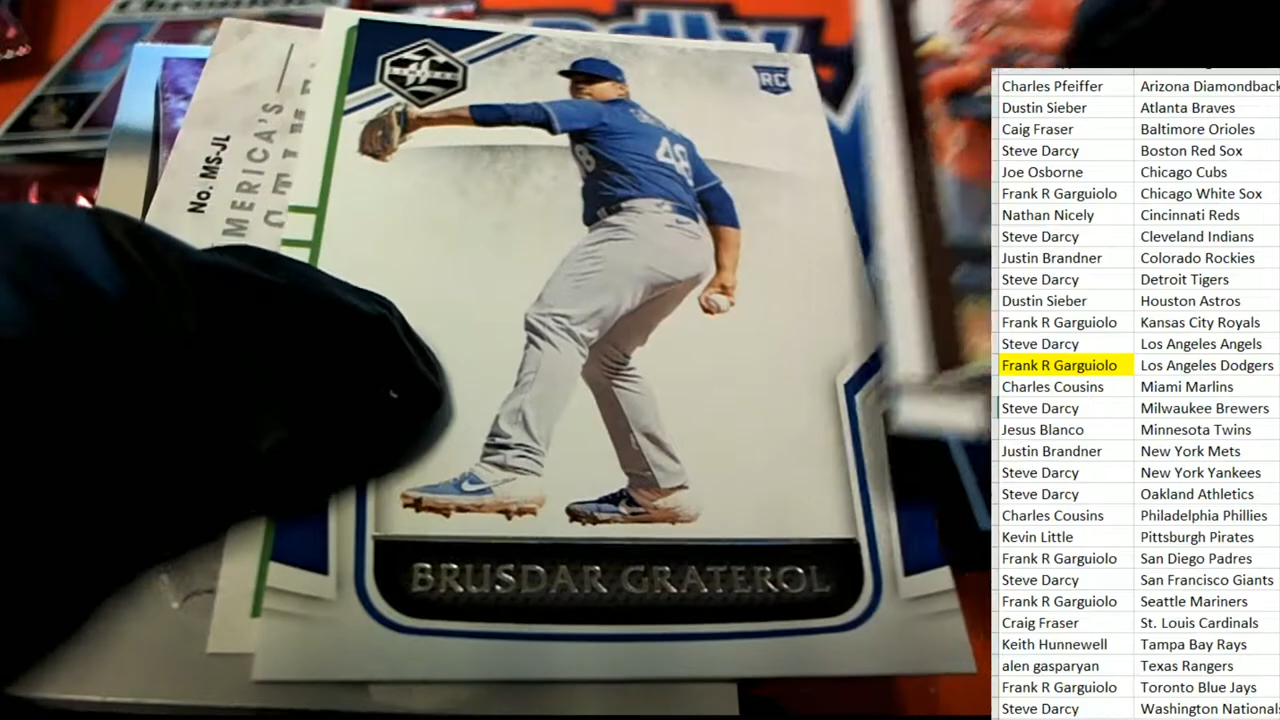 Chronicles
LIMITED
RC
48
No. MS-JL
MERICA'S
BRUSDAR GRATEROL
Charles Pfeiffer Arizona Diamondback
Dustin Sieber Atlanta Braves
Caig Fraser Baltimore Orioles
Steve Darcy Boston Red Sox
Joe Osborne Chicago Cubs
Frank R Garguiolo Chicago White Sox
Nathan Nicely Cincinnati Reds
Steve Darcy Cleveland Indians
Justin Brandner Colorado Rockies
Steve Darcy Detroit Tigers
Dustin Sieber Houston Astros
Frank R Garguiolo Kansas City Royals
Steve Darcy Los Angeles Angels
Frank R Garguiolo Los Angeles Dodgers
Charles Cousins Miami Marlins
Steve Darcy Milwaukee Brewers
Jesus Blanco Minnesota Twins
Justin Brandner New York Mets
Steve Darcy New York Yankees
Steve Darcy Oakland Athletics
Charles Cousins Philadelphia Phillies
Kevin Little Pittsburgh Pirates
Frank R Garguiolo San Diego Padres
Steve Darcy San Francisco Giants
Frank R Garguiolo Seattle Mariners
Craig Fraser St. Louis Cardinals
Keith Hunnewell Tampa Bay Rays
alen gasparyan Texas Rangers
Frank R Garguiolo Toronto Blue Jays
Steve Darcy Washington National